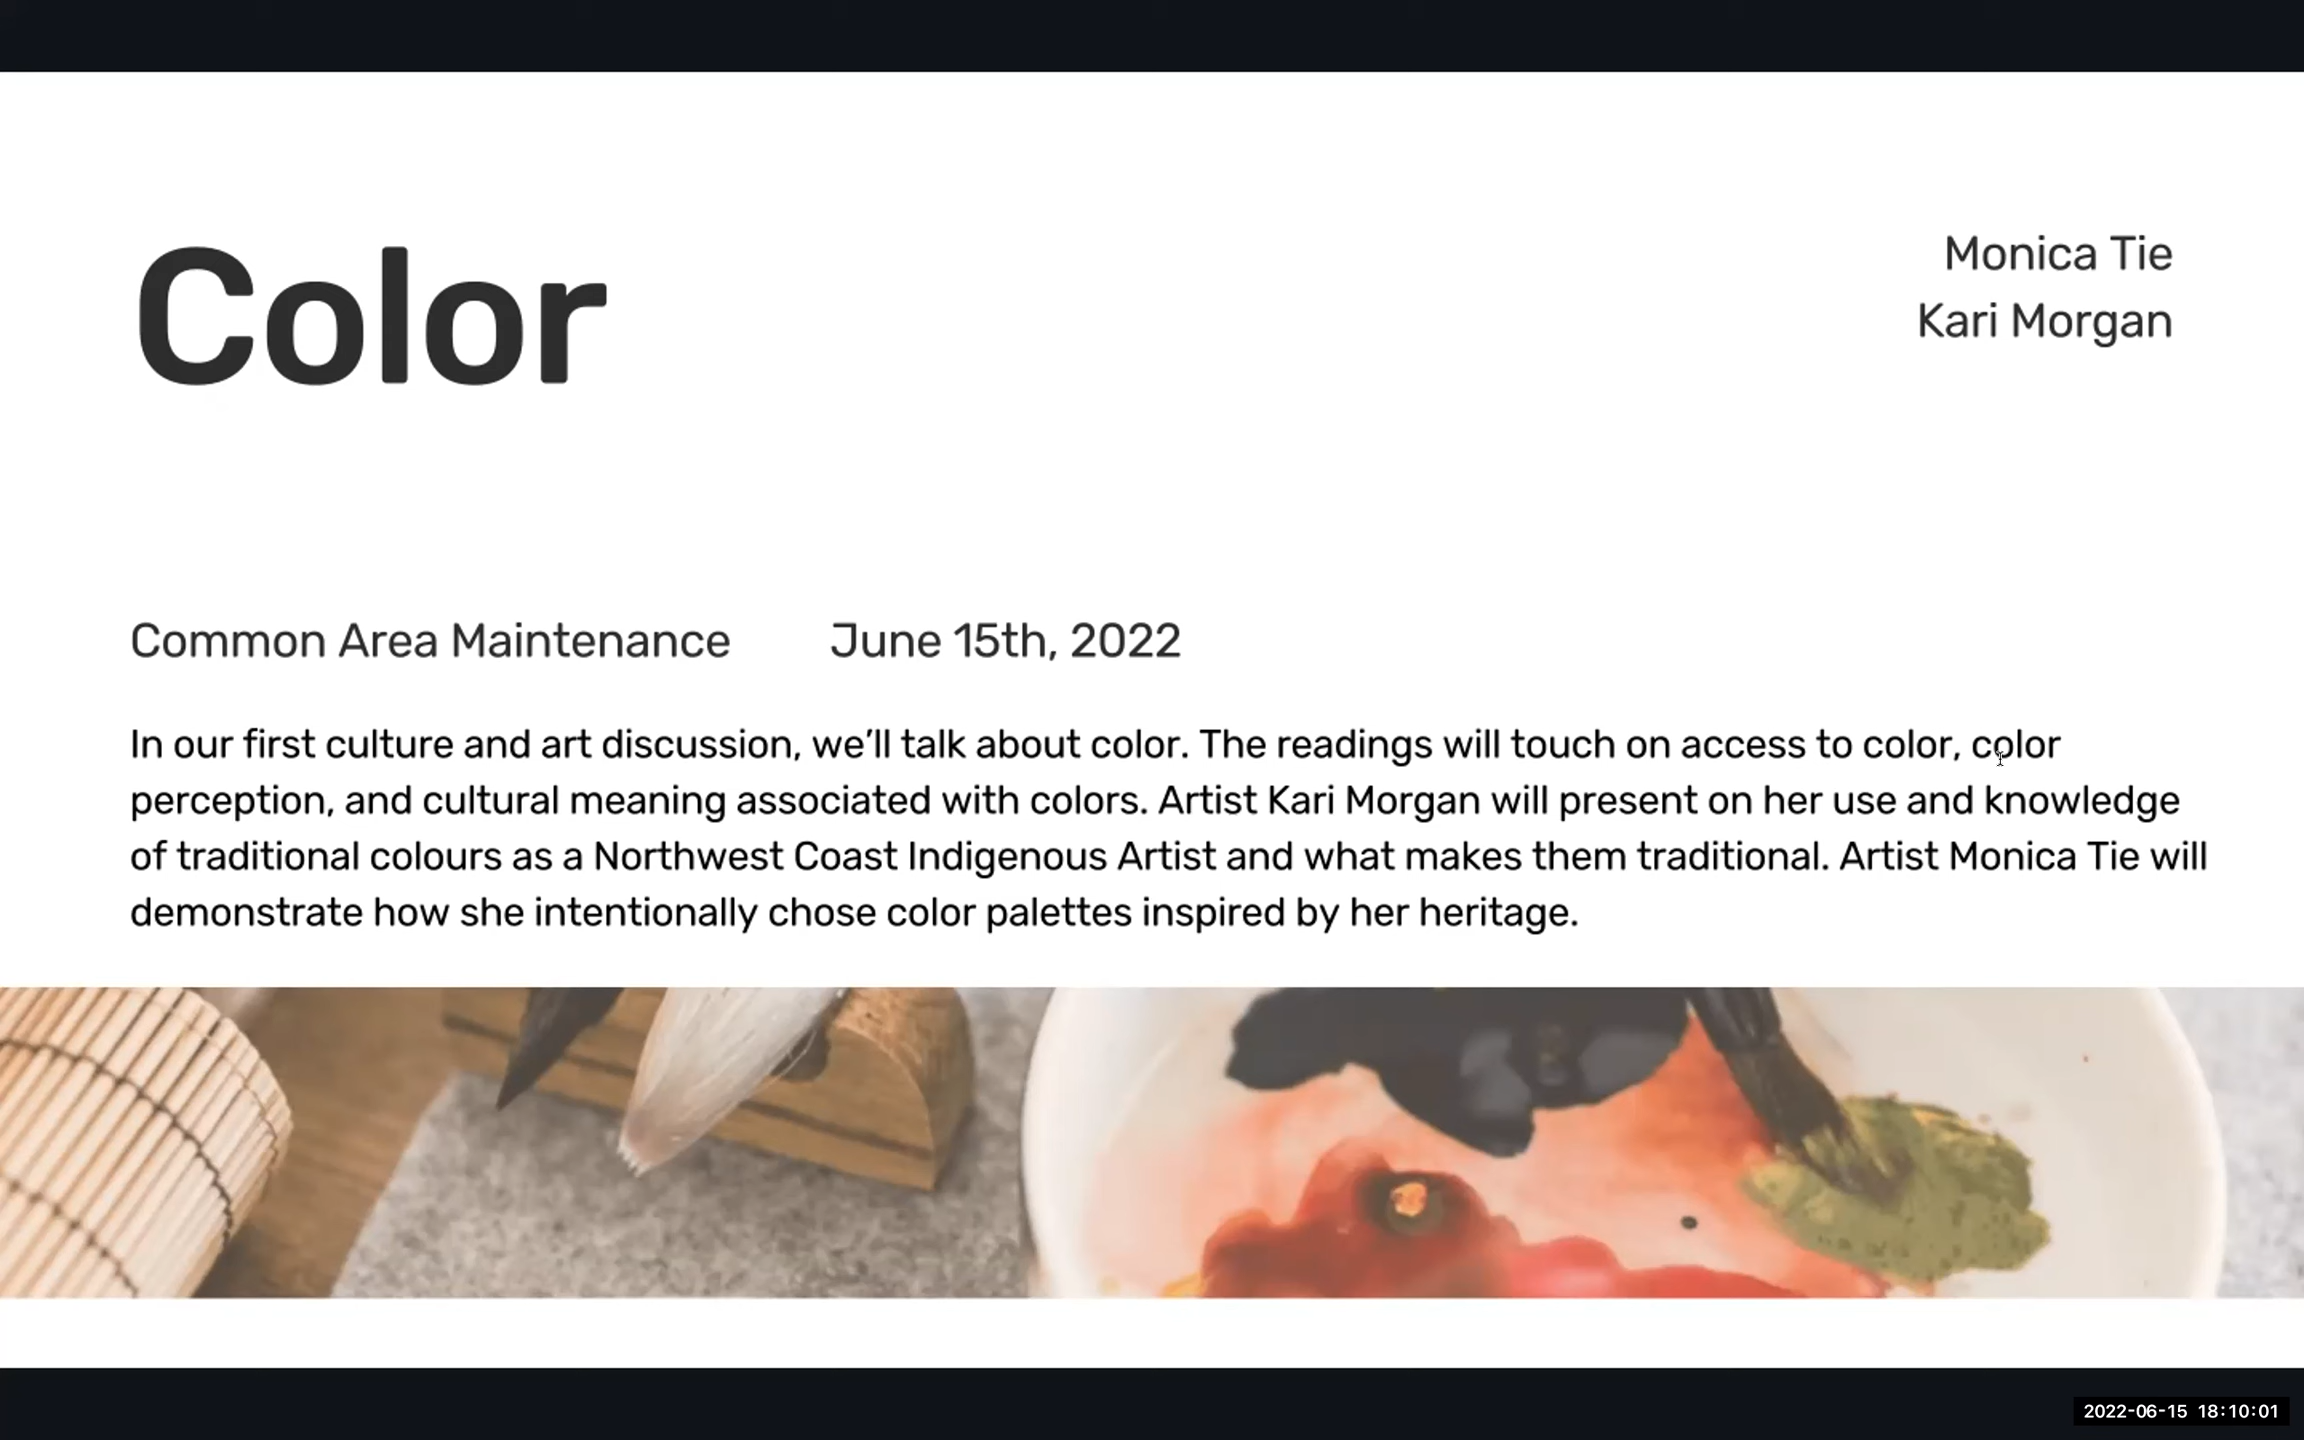 Color
Monica Tie
Kari Morgan
Common Area Maintenance
June 15th, 2022
In our first culture and art discussion, we’ll talk about color. The readings will touch on access to color, color
perception, and cultural meaning associated with colors. Artist Kari Morgan will present on her use and knowledge
of traditional colours as a Northwest Coast Indigenous Artist and what makes them traditional. Artist Monica Tie will
demonstrate how she intentionally chose color palettes inspired by her heritage.
2022-06-15 18:10:01